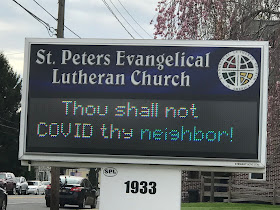 St. Peters Evangelical
Lutheran Church
Thou shall not
COVID thy neighbor!
SPL
1933